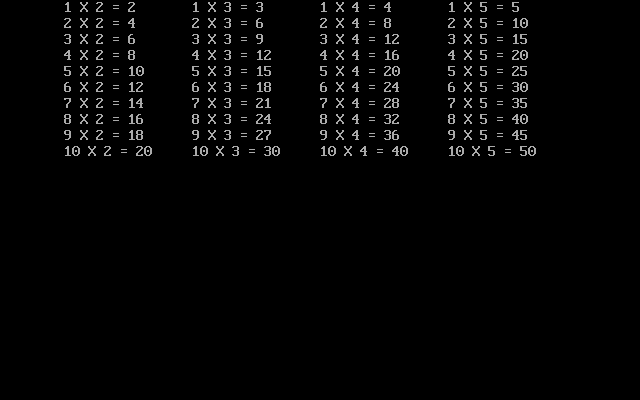 1 X 2 = 2 1 X 3 = 3 1 X 4 = 4 1 X 5 = 5
2 X 2 = 4 2 X 3 = 6 2 X 4 = 8 2 X 5 = 10
3 X 2 = 6 3 X 3 = 9 3 X 4 = 12 3 X 5 = 15
4 X 2 = 8 4 X 3 = 12 4 X 4 = 16 4 X 5 = 20
5 X 2 = 10 5 X 3 = 15 5 X 4 = 20 5 X 5 = 25
6 X 2 = 12 6 X 3 = 18 6 X 4 = 24 6 X 5 = 30
7 X 2 = 14 7 X 3 = 21 7 X 4 = 28 7 X 5 = 35
8 X 2 = 16 8 X 3 = 24 8 X 4 = 32 8 X 5 = 40
9 X 2 = 18 9 X 3 = 27 9 X 4 = 36 9 X 5 = 45
10 X 2 = 20 10 X 3 = 30 10 X 4 = 40 10 X 5 = 50